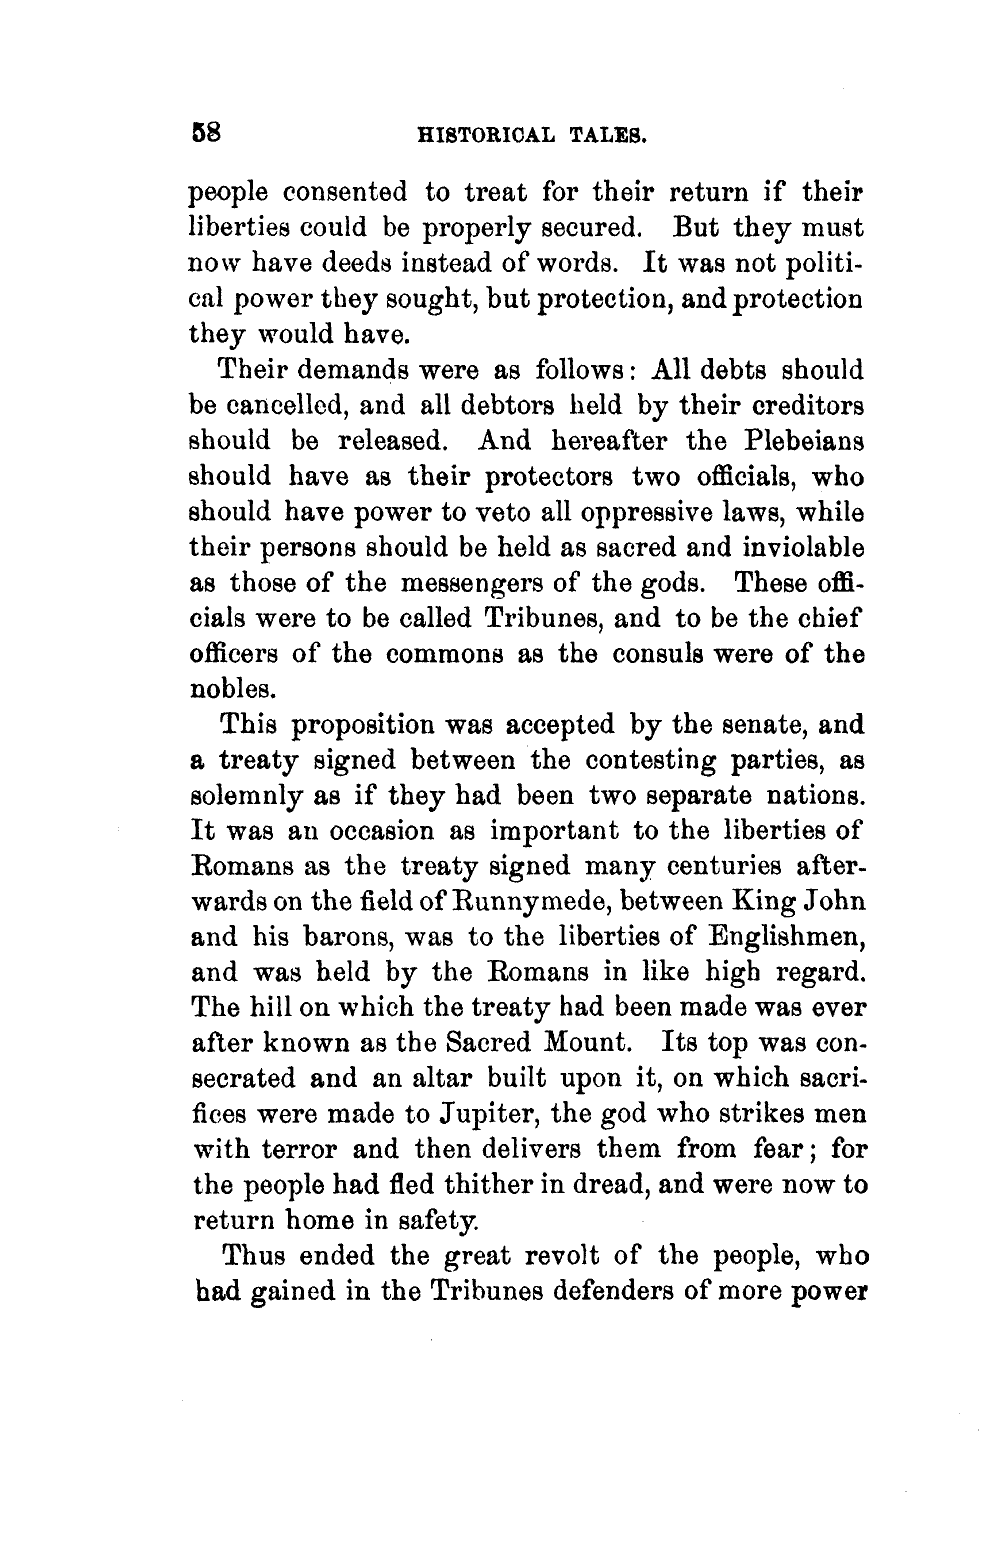 58 HISTORICAL TALES.
people consented to treat for their return if their
liberties could be properly secured. But they must
now have deeds instead of words. It was not politi-
cal power they sought, but protection, and protection
they would have.
Their demands were as follows: All debts should
be cancelled, and all debtors held by their creditors
should be released. And hereafter the Plebeians
should have as their protectors two officials, who
should have power to veto all oppressive laws, while
their persons should be held as sacred and inviolable
as those of the messengers of the gods. These offi-
cials were to be called Tribunes, and to be the chief
officers of the commons as the consuls were of the
nobles.
This proposition was accepted by the senate, and
a treaty signed between the contesting parties, as
solemnly as if they had been two separate nations.
It was an occasion as important to the liberties of
Romans as the treaty signed many centuries after-
wards on the field of Runnymede, between King John
and his barons, was to the liberties of Englishmen,
and was held by the Romans in like high regard.
The hill on which the treaty had been made was ever
after known as the Sacred Mount. Its top was con-
secrated and an altar built upon it, on which sacri-
fices were made to Jupiter, the god who strikes men
with terror and then delivers them from fear; for
the people had fled thither in dread, and were now to
return home in safety.
Thus ended the great revolt of the people, who
had gained in the Tribunes defenders of more power